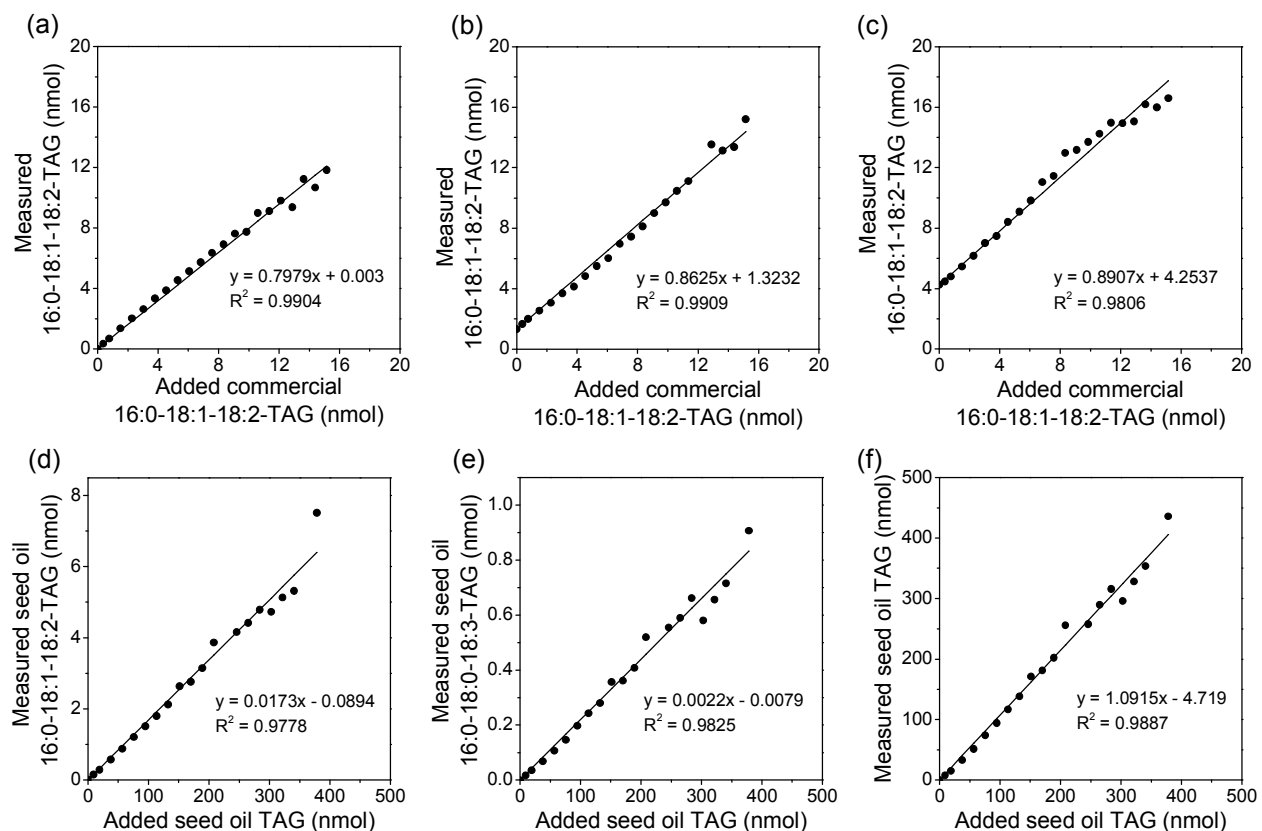 (a)
20
16
12
8
4
0
Measured
16:0-18:1-18:2-TAG (nmol)
y = 0.7979x + 0.003
R² = 0.9904
0 4 8 12 16 20
Added commercial
16:0-18:1-18:2-TAG (nmol)
(b)
20
16
12
8
4
0
Measured
16:0-18:1-18:2-TAG (nmol)
y = 0.8625x + 1.3232
R² = 0.9909
0 4 8 12 16 20
Added commercial
16:0-18:1-18:2-TAG (nmol)
(c)
20
16
12
8
4
0
Measured
16:0-18:1-18:2-TAG (nmol)
y = 0.8907x + 4.2537
R² = 0.9806
0 4 8 12 16 20
Added commercial
16:0-18:1-18:2-TAG (nmol)
(d)
8
6
4
2
0
Measured seed oil
16:0-18:1-18:2-TAG (nmol)
y = 0.0173x - 0.0894
R² = 0.9778
0 100 200 300 400 500
Added seed oil TAG (nmol)
(e)
1.0
0.8
0.6
0.4
0.2
0.0
Measured seed oil
16:0-18:0-18:3-TAG (nmol)
y = 0.0022x - 0.0079
R² = 0.9825
0 100 200 300 400 500
Added seed oil TAG (nmol)
(f)
500
400
300
200
100
0
Measured seed oil TAG (nmol)
y = 1.0915x - 4.719
R² = 0.9887
0 100 200 300 400 500
Added seed oil TAG (nmol)